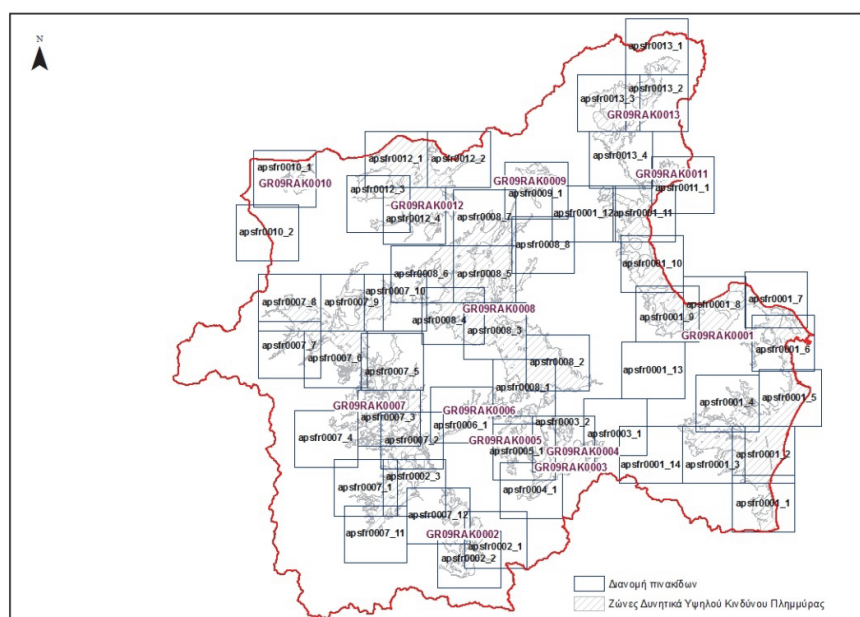 N
apsfr0013_1
apsfr0013_2
apsfr0013_3
GR09RAK0013
apsfr0013_4
apsfr0012_1
apsfr0012_2
apsfr0010_1
GR09RAK0010
GR09RAK0011
apsfr0011_1
GR09RAK0009
apsfr0009_1
apsfr0012_3
GR09RAK0012
apsfr0012_4
apsfr0008_7
apsfr0001_12
apsfr0001_11
apsfr0010_2
apsfr0008_8
apsfr0001_10
apsfr0008_6
apsfr0008_5
apsfr0007_10
apsfr0007_8
apsfr0007_9
apsfr0001_8
apsfr0001_7
GR09RAK0008
apsfr0008_4
apsfr0008_3
apsfr0001_9
GR09RAK0001
apsfr0007_7
apsfr0007_6
apsfr0001_6
apsfr0008_2
apsfr0007_5
apsfr0001_13
apsfr0008_1
apsfr0001_4
apsfr0001_5
GR09RAK0007
GR09RAK0006
apsfr0007_3
apsfr0006_1
apsfr0003_2
apsfr0007_4
apsfr0007_2
GR09RAK0005
apsfr0003_1
apsfr0005_1
GR09RAK0004
apsfr0001_2
GR09RAK0003
apsfr0001_14
apsfr0001_3
apsfr0002_3
apsfr0007_1
apsfr0004_1
apsfr0001_1
apsfr0007_12
apsfr0007_11
GR09RAK0002
apsfr0002_1
apsfr0002_2
Διανομή πινακίδων
Ζώνες Δυνητικά Υψηλού Κινδύνου Πλημμύρας